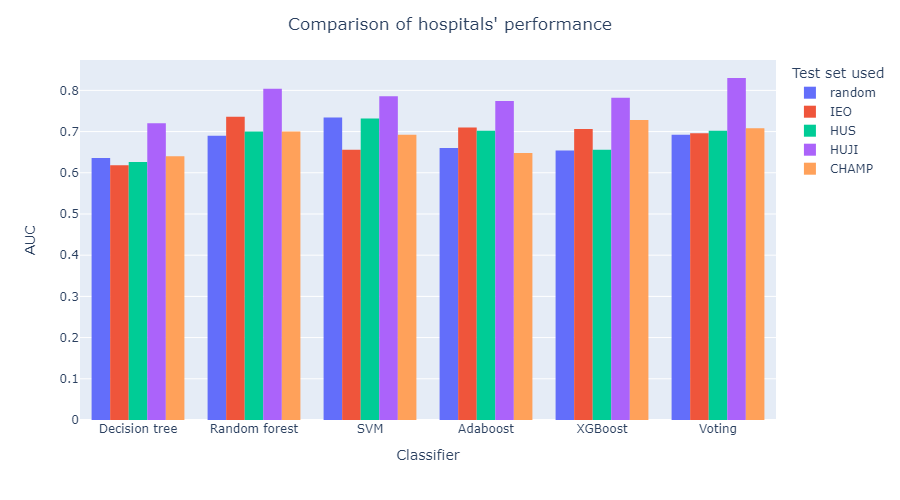 Comparison of hospitals' performance
Test set used
random
IEO
HUS
HUJI
CHAMP
AUC
0.8
0.7
0.6
0.5
0.4
0.3
0.2
0.1
0
Decision tree
Random forest
SVM
Adaboost
XGBoost
Voting
Classifier